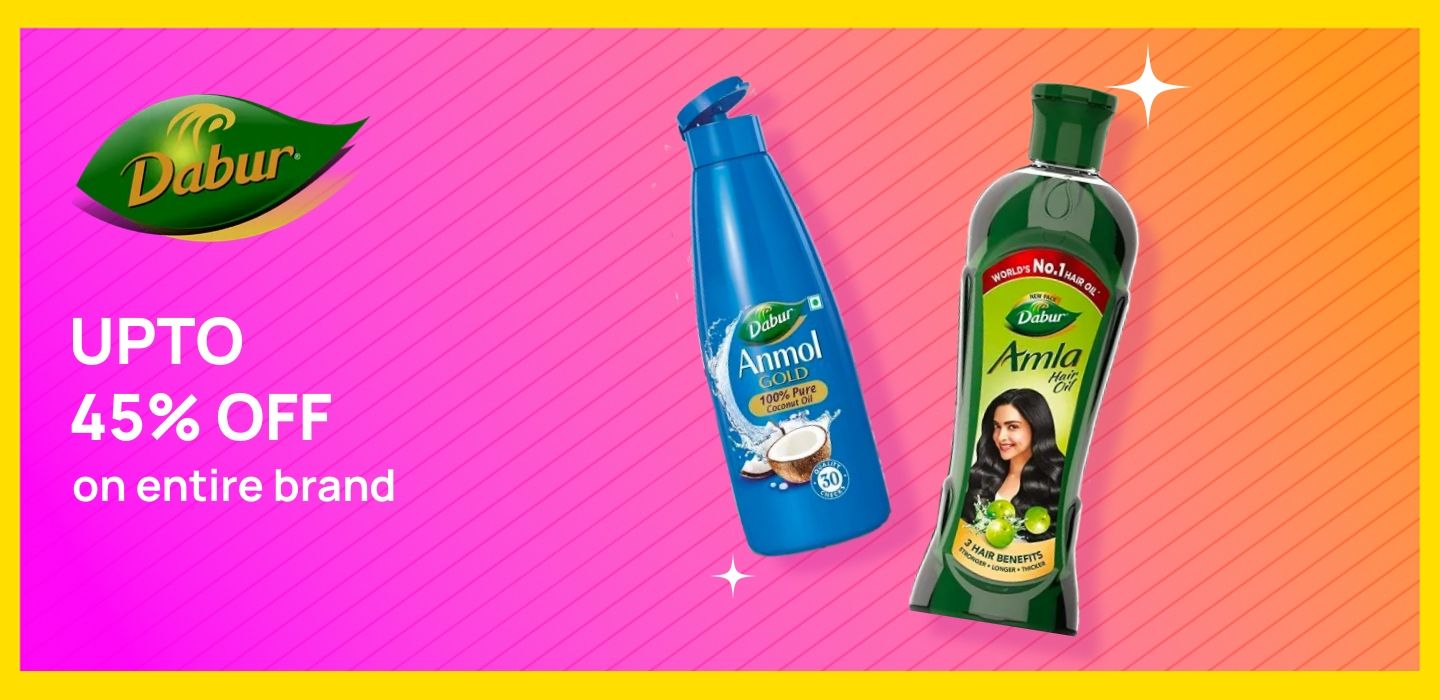 Dabur
UPTO
45% OFF
on entire brand
Dabur
Anmol
GOLD
100% Pure
Coconut Oil
QUALITY
30
CHECKS
WORLD'S No.1 HAIR OIL*
NEW PACK
Dabur
Amla
Hair
Oil
3 HAIR BENEFITS
STRONGER • LONGER • THICKER